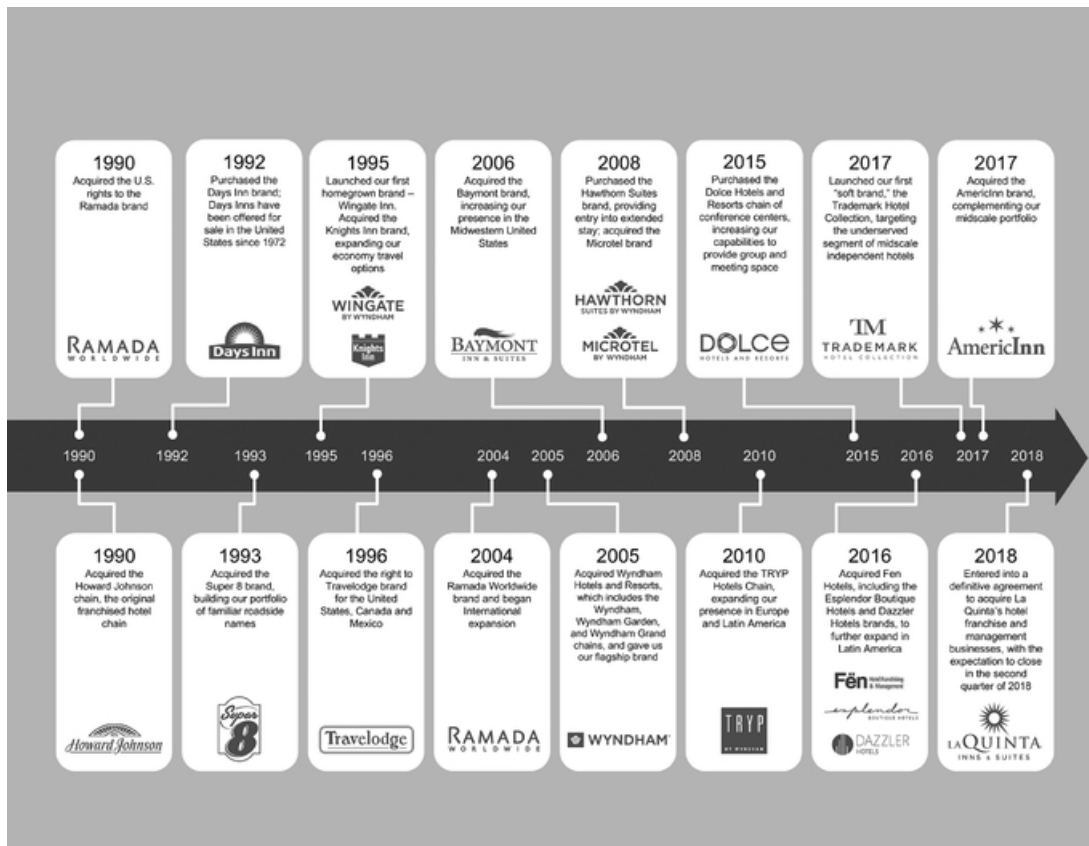 1990
Acquired the U.S.
rights to the
Ramada brand
RAMADA
WORLDWIDE
1992
Purchased the
Days Inn brand;
Days Inns have
been offered for
sale in the United
States since 1972
Days Inn
1995
Launched our first
homegrown brand –
Wingate Inn.
Acquired the
Knights Inn brand,
expanding our
economy travel
options
WINGATE
BY WYNDHAM
Knights
Inn
2006
Acquired the
Baymont brand,
increasing our
presence in the
Midwestern United
States
BAYMONT
INN & SUITES
2008
Purchased the
Hawthorn Suites
brand, providing
entry into extended
stay; acquired the
Microtel brand
HAWTHORN
SUITES BY WYNDHAM
MICROTEL
BY WYNDHAM
2015
Purchased the
Dolce Hotels and
Resorts chain of
conference centers,
increasing our
capabilities to
provide group and
meeting space
DOLCE
HOTELS AND RESORTS
2017
Launched our first
"soft brand," the
Trademark Hotel
Collection, targeting
the underserved
segment of midscale
independent hotels
TM
TRADEMARK
HOTEL COLLECTION
2017
Acquired the
AmericInn brand,
complementing our
midscale portfolio
AmericInn
1990 1992 1993 1995 1996 2004 2005 2006 2008 2010 2015 2016 2017 2018
1990
Acquired the
Howard Johnson
chain, the original
franchised hotel
chain
Howard Johnson
1993
Acquired the
Super 8 brand,
building our portfolio
of familiar roadside
names
Super
8
1996
Acquired the right to
Travelodge brand
for the United
States, Canada and
Mexico
Travelodge
2004
Acquired the
Ramada Worldwide
brand and began
International
expansion
RAMADA
WORLDWIDE
2005
Acquired Wyndham
Hotels and Resorts,
which includes the
Wyndham,
Wyndham Garden,
and Wyndham Grand
chains, and gave us
our flagship brand
WYNDHAM
2010
Acquired the TRYP
Hotels Chain,
expanding our
presence in Europe
and Latin America
TRYP
BY WYNDHAM
2016
Acquired Fen
Hotels, including the
Esplendor Boutique
Hotels and Dazzler
Hotels brands, to
further expand in
Latin America
Fën Hotel Franchising
& Management
esplendor
BOUTIQUE HOTELS
DAZZLER
HOTELS
2018
Entered into a
definitive agreement
to acquire La
Quinta's hotel
franchise and
management
businesses, with the
expectation to close
in the second
quarter of 2018
LAQUINTA
INNS & SUITES